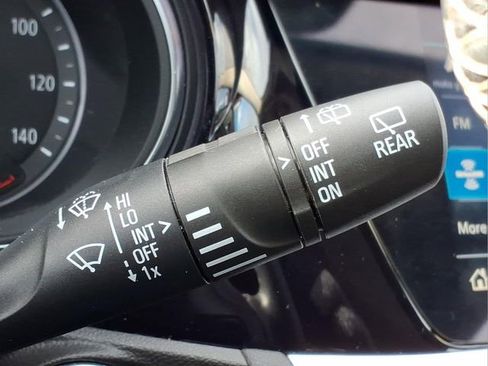 100
120
140
HI
LO
INT
OFF
1x
OFF
INT
ON
REAR
FM
More